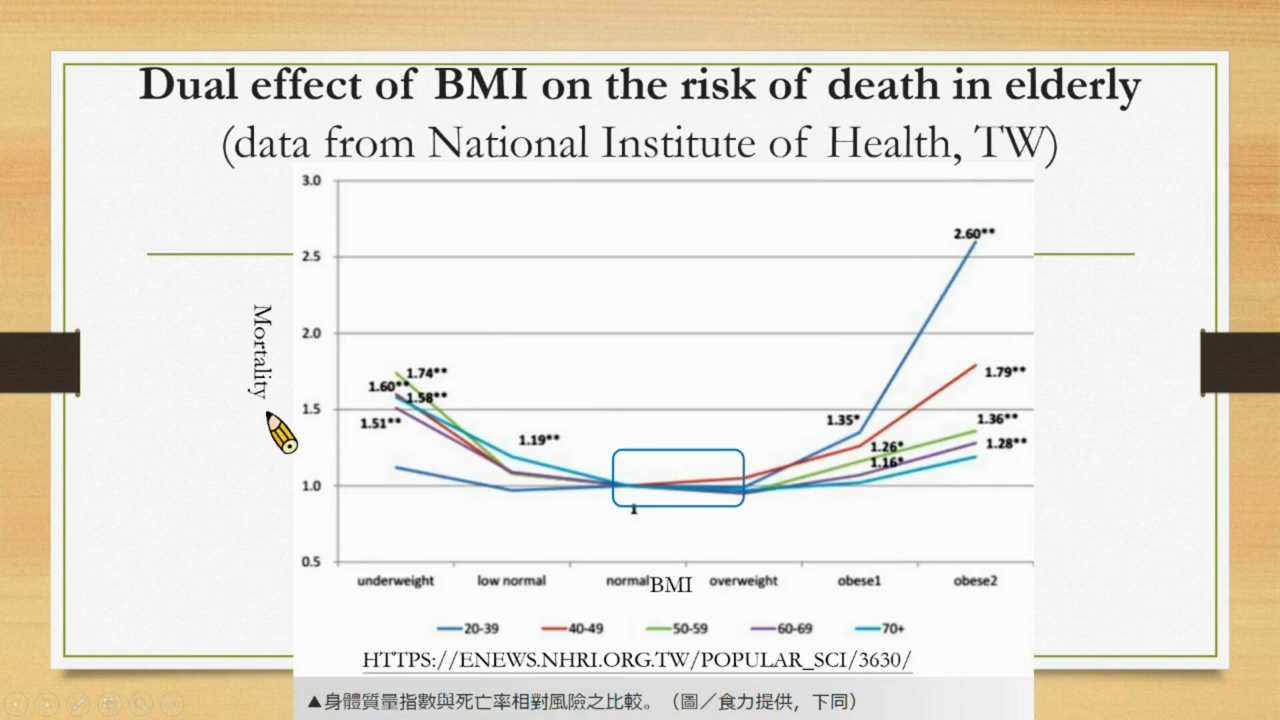 Dual effect of BMI on the risk of death in elderly
(data from National Institute of Health, TW)
3.0
2.60**
2.5
Mortality
2.0
1.74**
1.79**
1.60**
1.58**
1.5
1.51**
1.35*
1.36**
1.19**
1.26*
1.28**
1.16*
1.0
1
0.5
underweight low normal normal BMI overweight obese1 obese2
20-39 40-49 50-59 60-69 70+
HTTPS://ENEWS.NHRI.ORG.TW/POPULAR_SCI/3630/
▲身體質量指數與死亡率相對風險之比較。（圖／食力提供，下同）